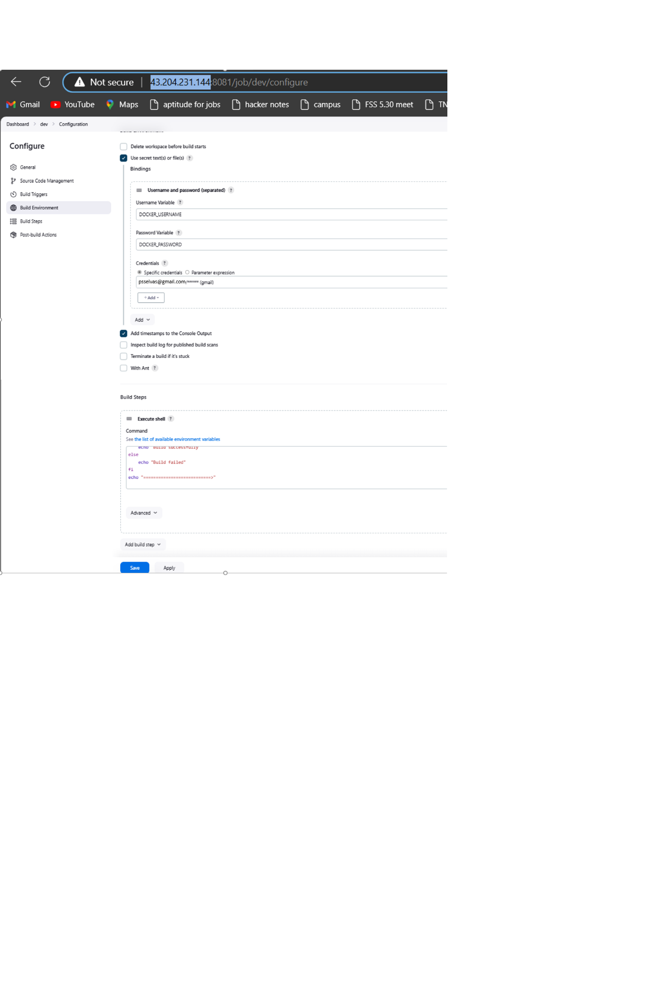 Not secure | 43.204.231.144:8081/job/dev/configure
Gmail YouTube Maps aptitude for jobs hacker notes campus FSS 5.30 meet TN
Dashboard > dev > Configuration
Configure
General
Source Code Management
Build Triggers
Build Environment
Build Steps
Post-build Actions
Build Environment
Delete workspace before build starts
Use secret text(s) or file(s) ?
Bindings
Username and password (separated) ?
Username Variable ?
DOCKER_USERNAME
Password Variable ?
DOCKER_PASSWORD
Credentials ?
Specific credentials Parameter expression
psselvas@gmail.com/****** (gmail)
+Add
Add
Add timestamps to the Console Output
Inspect build log for published build scans
Terminate a build if it's stuck
With Ant ?
Build Steps
Execute shell ?
Command
See the list of available environment variables
echo "Build successfully
else
echo "Build failed"
fi
echo "===========================>"
Advanced
Add build step
Save Apply